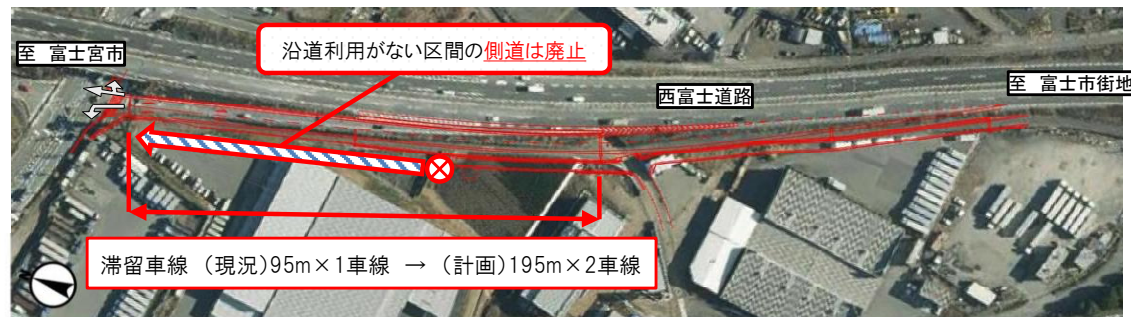 沿道利用がない区間の側道は廃止
至 富士宮市
西富士道路
至 富士市街地
滞留車線 (現況)95m×1車線 → (計画)195m×2車線
N